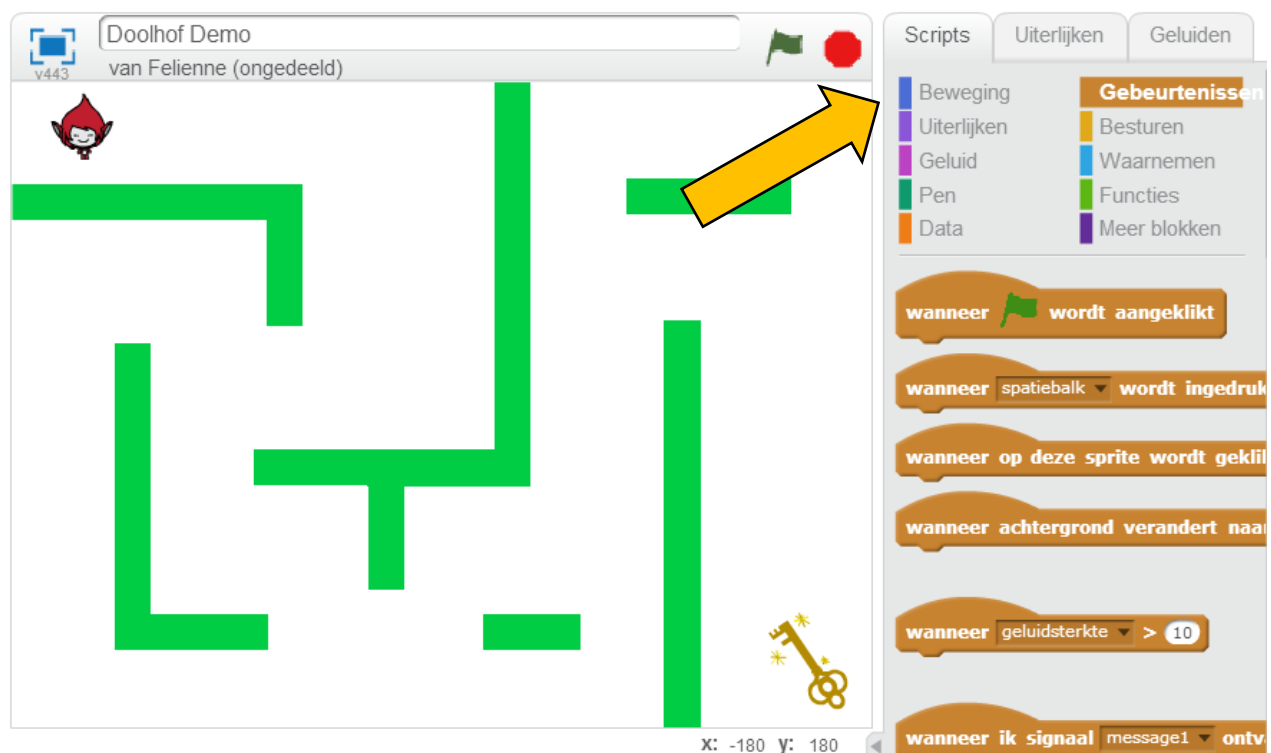 Doolhof Demo
van Felienne (ongedeeld)
v443
Scripts
Uiterlijken
Geluiden
Beweging
Gebeurtenissen
Uiterlijken
Besturen
Geluid
Waarnemen
Pen
Functies
Data
Meer blokken
wanneer wordt aangeklikt
wanneer spatiebalk wordt ingedruk
wanneer op deze sprite wordt geklik
wanneer achtergrond verandert naar
wanneer geluidsterkte > 10
wanneer ik signaal message1 ontv
x: -180 y: 180